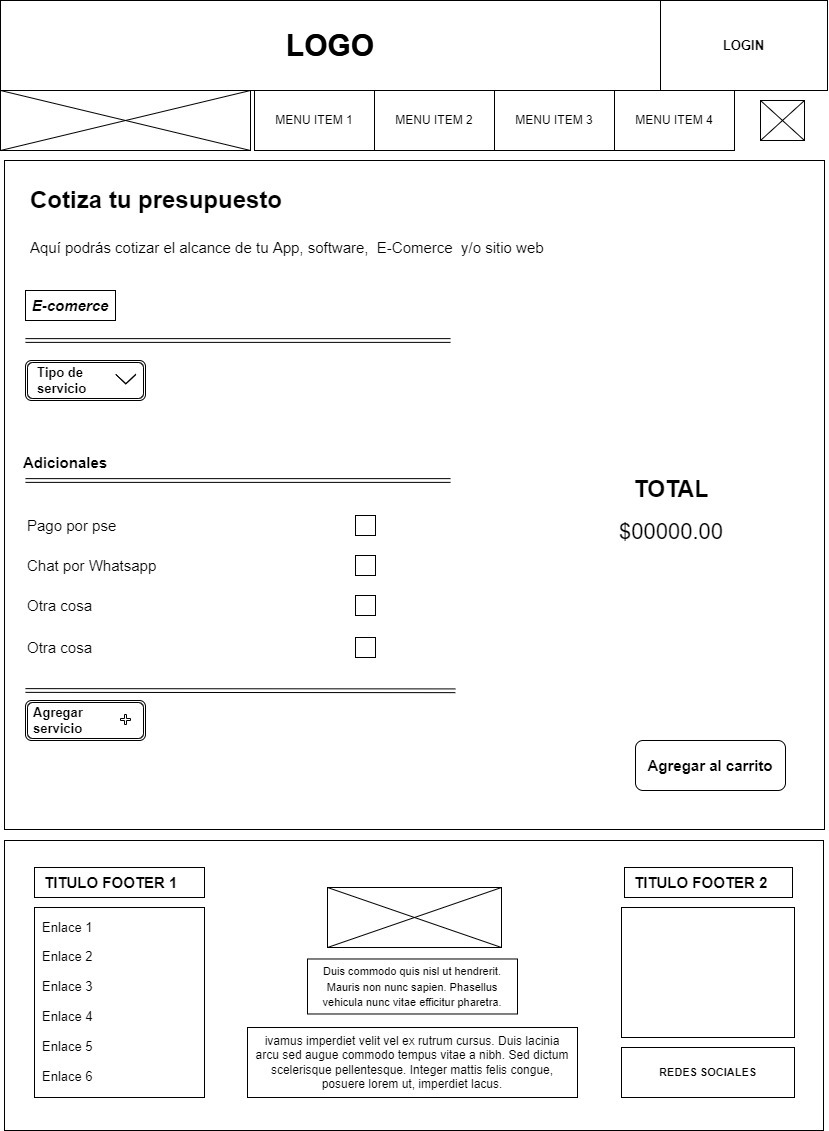 LOGO
LOGIN
MENU ITEM 1
MENU ITEM 2
MENU ITEM 3
MENU ITEM 4
Cotiza tu presupuesto
Aquí podrás cotizar el alcance de tu App, software,  E-Comerce  y/o sitio web
E-comerce
Tipo de
servicio
Adicionales
Pago por pse
Chat por Whatsapp
Otra cosa
Otra cosa
TOTAL
$00000.00
Agregar
servicio
Agregar al carrito
TITULO FOOTER 1
Enlace 1
Enlace 2
Enlace 3
Enlace 4
Enlace 5
Enlace 6
Duis commodo quis nisl ut hendrerit.
Mauris non nunc sapien. Phasellus
vehicula nunc vitae efficitur pharetra.
ivamus imperdiet velit vel ex rutrum cursus. Duis lacinia
arcu sed augue commodo tempus vitae a nibh. Sed dictum
scelerisque pellentesque. Integer mattis felis congue,
posuere lorem ut, imperdiet lacus.
TITULO FOOTER 2
REDES SOCIALES